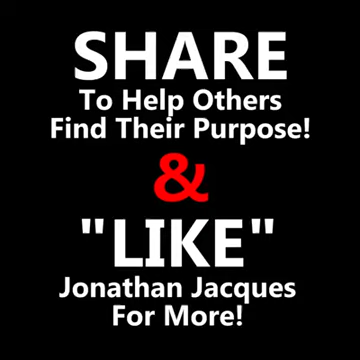 SHARE
To Help Others
Find Their Purpose!
&
"LIKE"
Jonathan Jacques
For More!